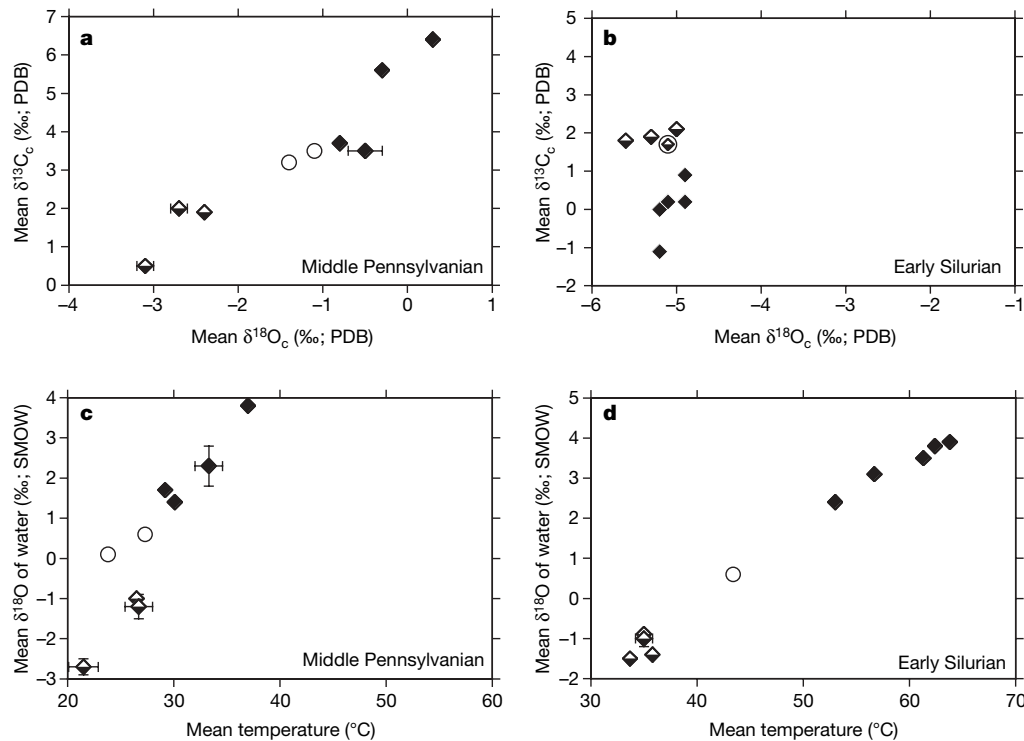 a
7
6
5
4
3
2
1
0
Mean δ¹³Cc (‰; PDB)
Middle Pennsylvanian
–4 –3 –2 –1 0 1
Mean δ¹⁸Oc (‰; PDB)
b
5
4
3
2
1
0
–1
–2
Mean δ¹³Cc (‰; PDB)
Early Silurian
–6 –5 –4 –3 –2 –1
Mean δ¹⁸Oc (‰; PDB)
c
4
3
2
1
0
–1
–2
–3
Mean δ¹⁸O of water (‰; SMOW)
Middle Pennsylvanian
20 30 40 50 60
Mean temperature (°C)
d
5
4
3
2
1
0
–1
–2
Mean δ¹⁸O of water (‰; SMOW)
Early Silurian
30 40 50 60 70
Mean temperature (°C)